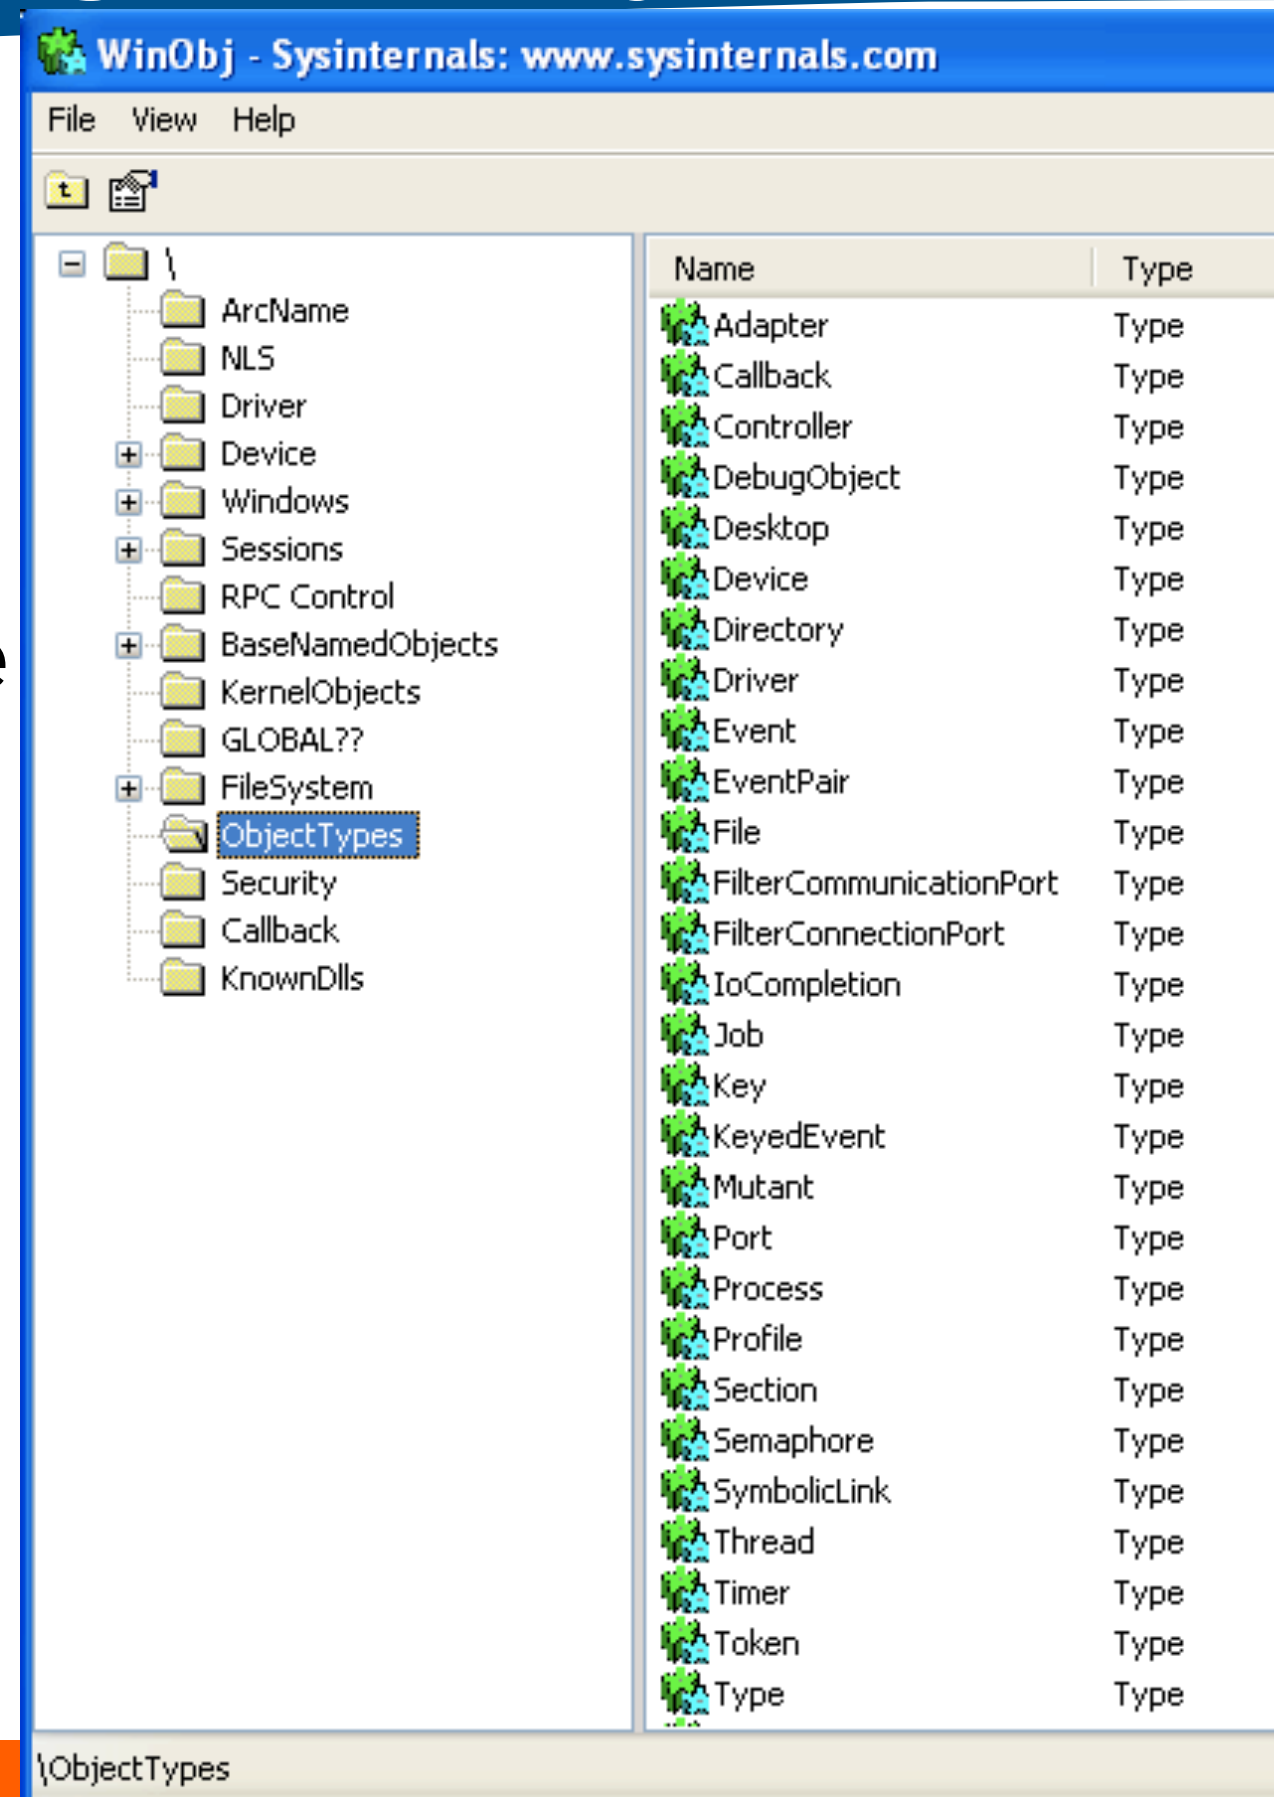 WinObj - Sysinternals: www.sysinternals.com
File View Help
\
ArcName
NLS
Driver
Device
Windows
Sessions
RPC Control
BaseNamedObjects
KernelObjects
GLOBAL??
FileSystem
ObjectTypes
Security
Callback
KnownDlls
Name Type
Adapter Type
Callback Type
Controller Type
DebugObject Type
Desktop Type
Device Type
Directory Type
Driver Type
Event Type
EventPair Type
File Type
FilterCommunicationPort Type
FilterConnectionPort Type
IoCompletion Type
Job Type
Key Type
KeyedEvent Type
Mutant Type
Port Type
Process Type
Profile Type
Section Type
Semaphore Type
SymbolicLink Type
Thread Type
Timer Type
Token Type
Type Type
\ObjectTypes